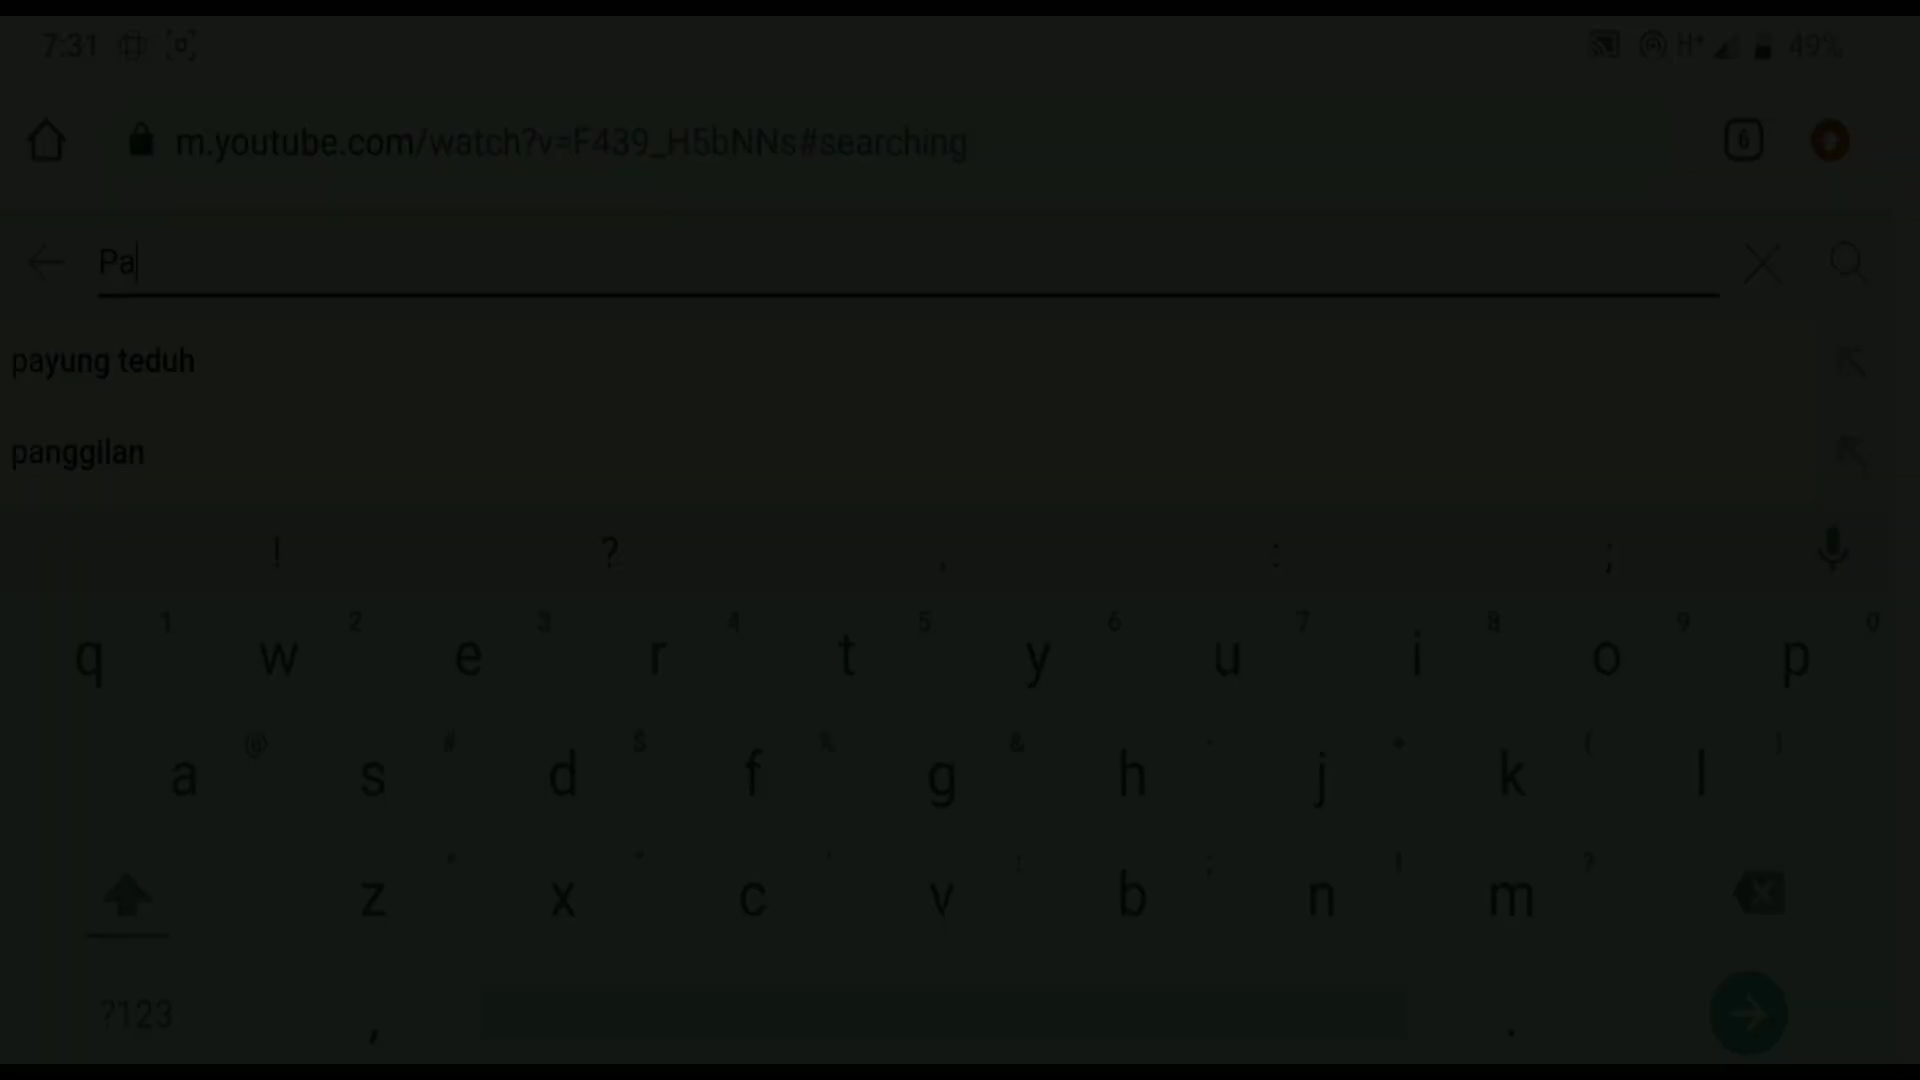 7:31 H+ 49%
m.youtube.com/watch?v=F439_H5bNNs#searching 6
Pa
payung teduh
panggilan
! ? , : ;
1 2 3 4 5 6 7 8 9 0
q w e r t y u i o p
@ # $ % & - + ( )
a s d f g h j k l
* " ' : ; ! ?
z x c v b n m
?123 , .